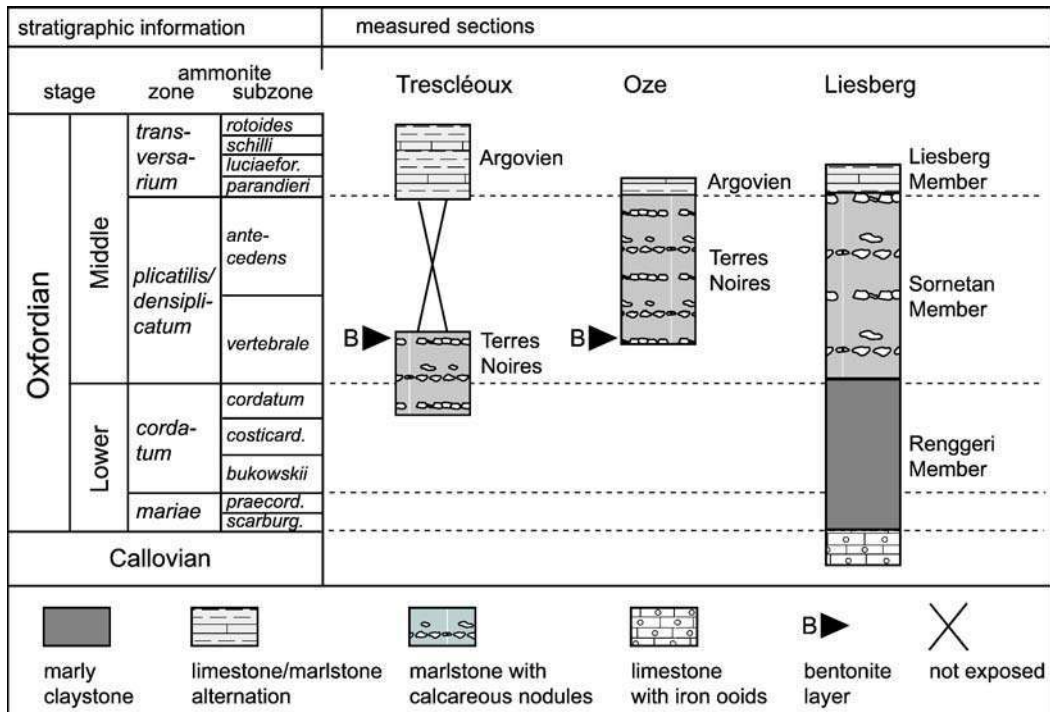 stratigraphic information
measured sections
stage
ammonite
zone
subzone
Trescléoux
Oze
Liesberg
Oxfordian
Middle
Lower
trans-
versa-
rium
rotoides
schilli
luciaefor.
parandieri
plicatilis/
densipli-
catum
ante-
cedens
vertebrale
corda-
tum
cordatum
costicard.
bukowskii
mariae
praecord.
scarburg.
Callovian
Argovien
B
Terres
Noires
Argovien
Terres
Noires
B
Liesberg
Member
Sornetan
Member
Renggeri
Member
marly
claystone
limestone/marlstone
alternation
marlstone with
calcareous nodules
limestone
with iron ooids
B
bentonite
layer
not exposed